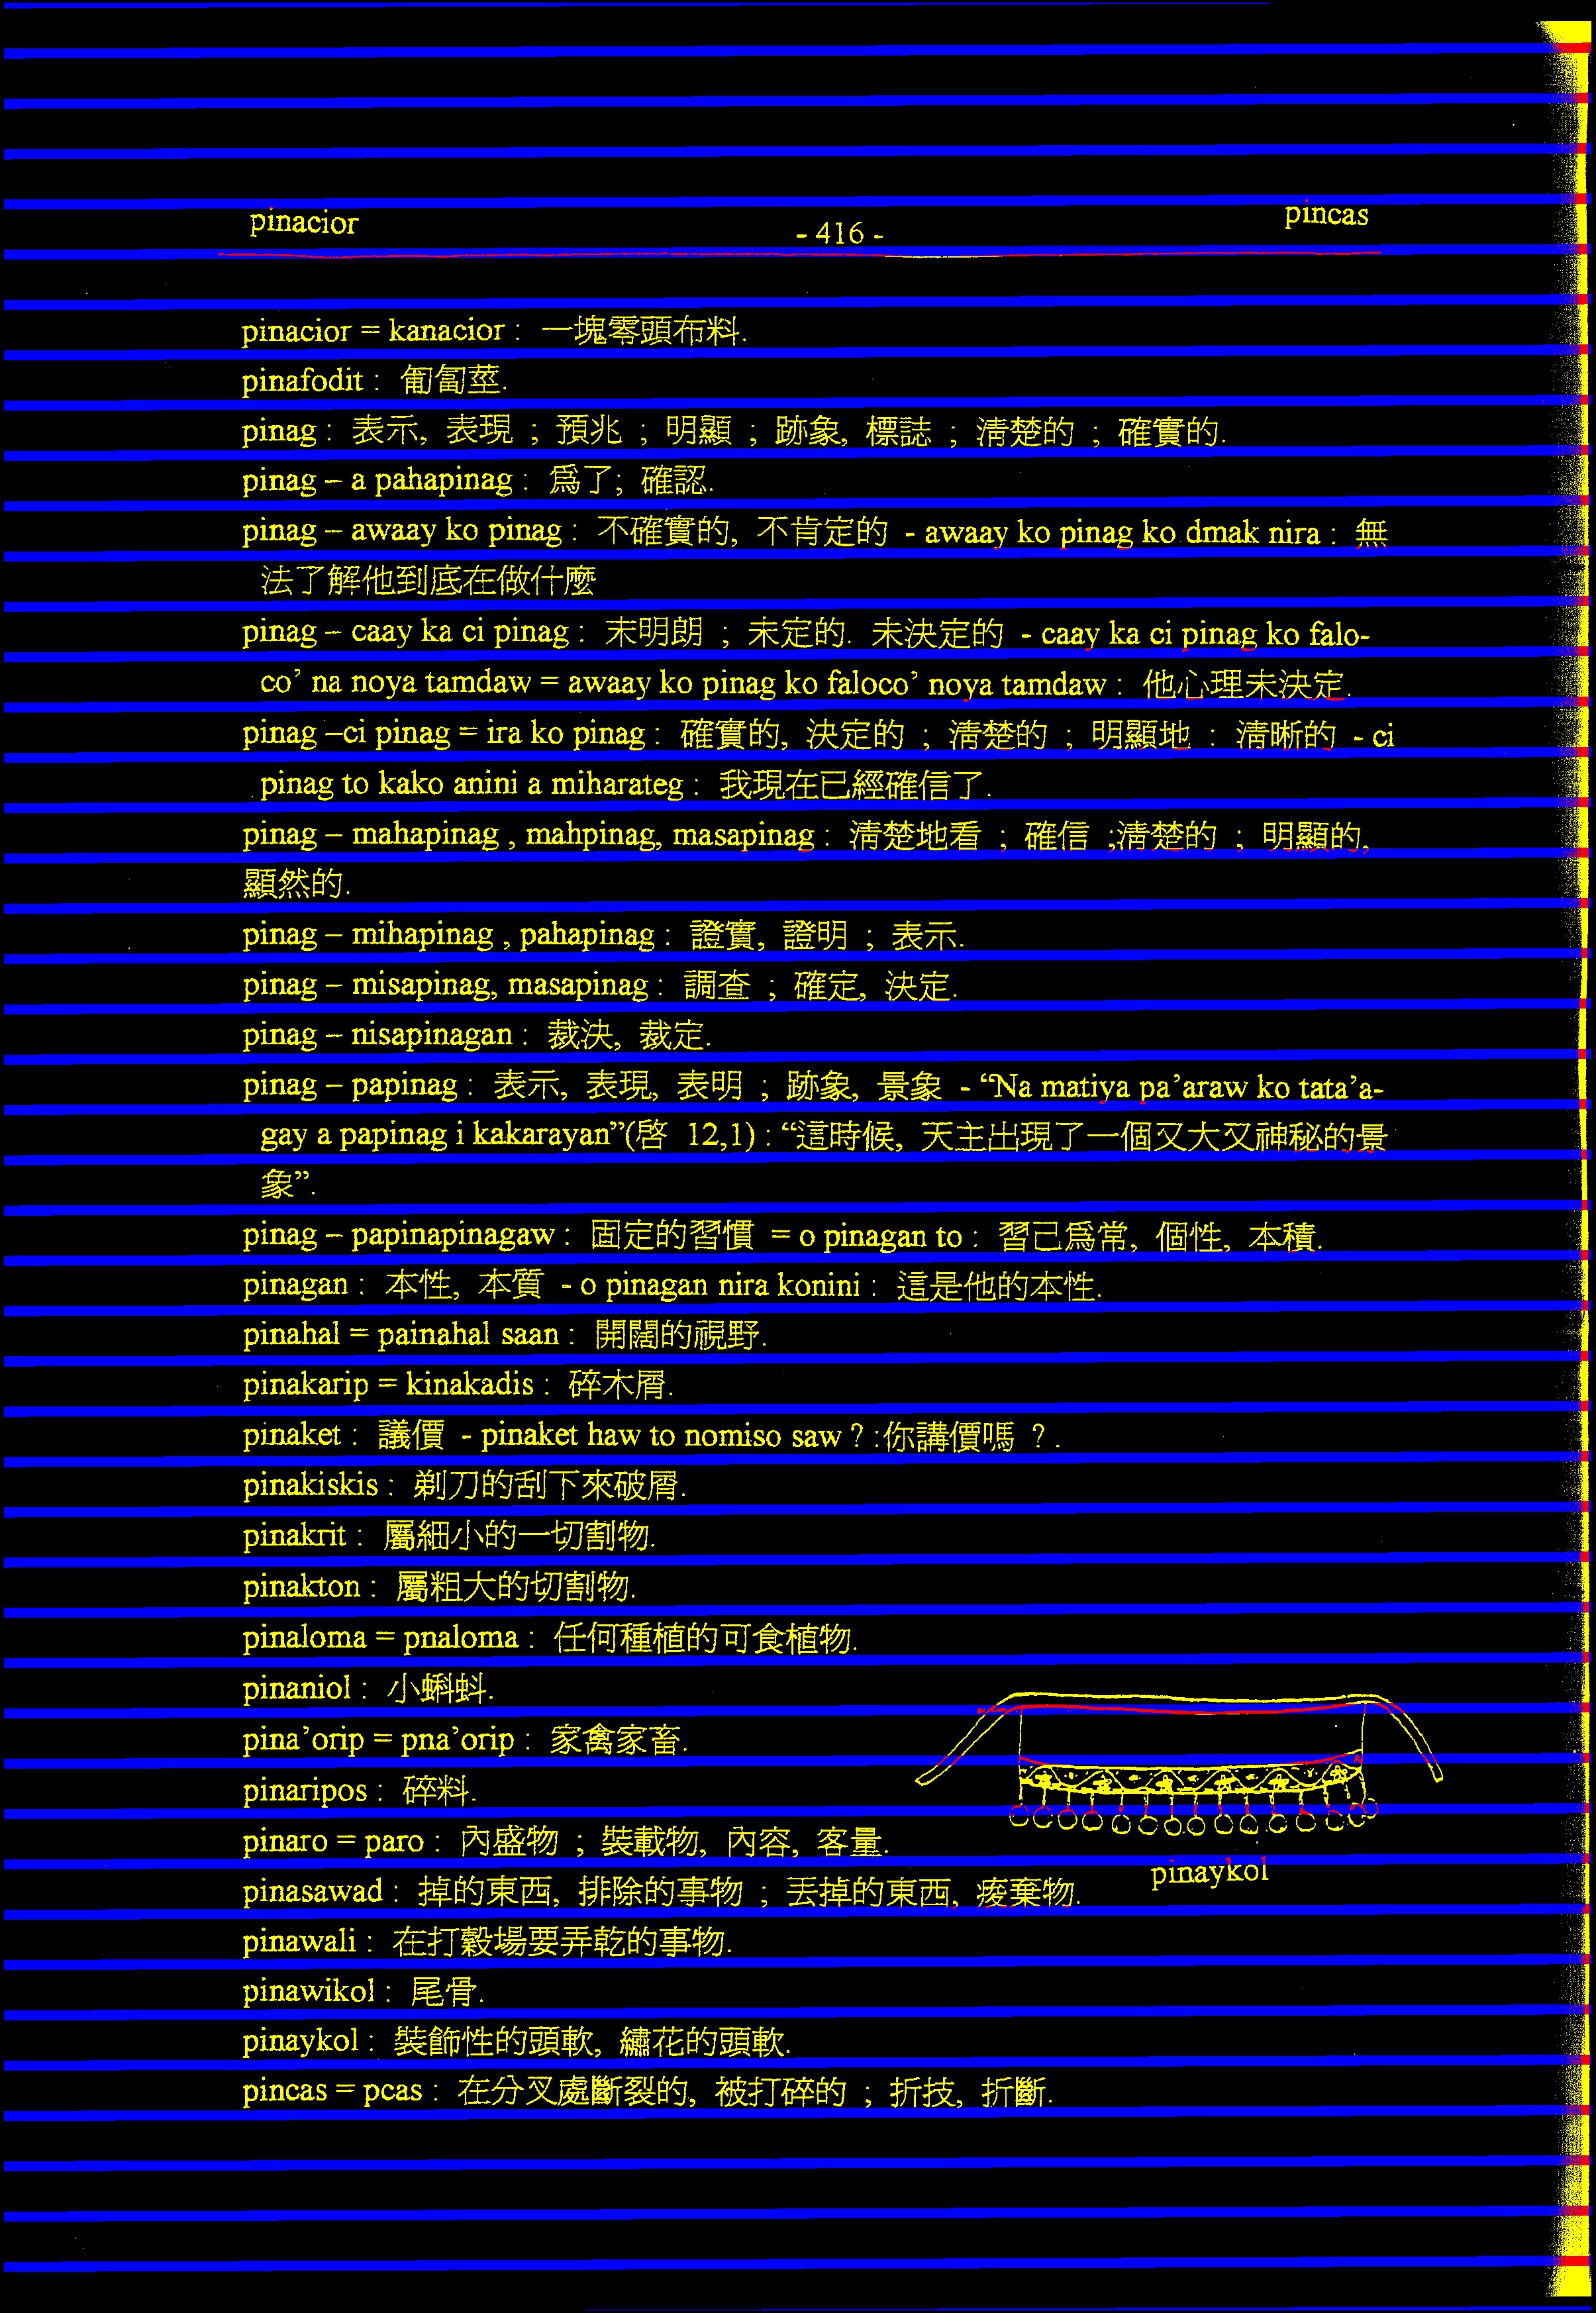 pinacior
- 416 -
pincas
pinacior = kanacior : 一塊零頭布料.
pinafodit : 匍匐莖.
pinag : 表示, 表現 ; 預兆 ; 明顯 ; 跡象, 標誌 ; 清楚的 ; 確實的.
pinag – a pahapinag : 為了; 確認.
pinag – awaay ko pinag : 不確實的, 不肯定的 - awaay ko pinag ko dmak nira : 無
法了解他到底在做什麼
pinag – caay ka ci pinag : 末明朗 ; 未定的. 未決定的 - caay ka ci pinag ko falo-
co’ na noya tamdaw = awaay ko pinag ko faloco’ noya tamdaw : 他心理未決定.
pinag –ci pinag = ira ko pinag : 確實的, 決定的 ; 清楚的 ; 明顯地 : 清晰的 - ci
pinag to kako anini a miharateg : 我現在已經確信了.
pinag – mahapinag , mahpinag, masapinag : 清楚地看 ; 確信 ;清楚的 ; 明顯的,
顯然的.
pinag – mihapinag , pahapinag : 證實, 證明 ; 表示.
pinag – misapinag, masapinag : 調查 ; 確定, 決定.
pinag – nisapinagan : 裁決, 裁定.
pinag – papinag : 表示, 表現, 表明 ; 跡象, 景象 - “Na matiya pa’araw ko tata’a-
gay a papinag i kakarayan”(啓 12,1) : “這時候, 天主出現了一個又大又神秘的景
象”.
pinag – papinapinagaw : 固定的習慣 = o pinagan to : 習己為常, 個性, 本積.
pinagan : 本性, 本質 - o pinagan nira konini : 這是他的本性.
pinahal = painahal saan : 開闊的視野.
pinakarip = kinakadis : 碎木屑.
pinaket : 議價 - pinaket haw to nomiso saw ? :你講價嗎 ? .
pinakiskis : 剃刀的刮下來破屑.
pinakrit : 屬細小的一切割物.
pinakton : 屬粗大的切割物.
pinaloma = pnaloma : 任何種植的可食植物.
pinaniol : 小蝌蚪.
pina’orip = pna’orip : 家禽家畜.
pinaripos : 碎料.
pinaro = paro : 內盛物 ; 裝載物, 內容, 客量.
pinaykol
pinasawad : 掉的東西, 排除的事物 ; 丟掉的東西, 痠棄物.
pinawali : 在打穀場要弄乾的事物.
pinawikol : 尾骨.
pinaykol : 裝飾性的頭軟, 繡花的頭軟.
pincas = pcas : 在分叉處斷裂的, 被打碎的 ; 折技, 折斷.